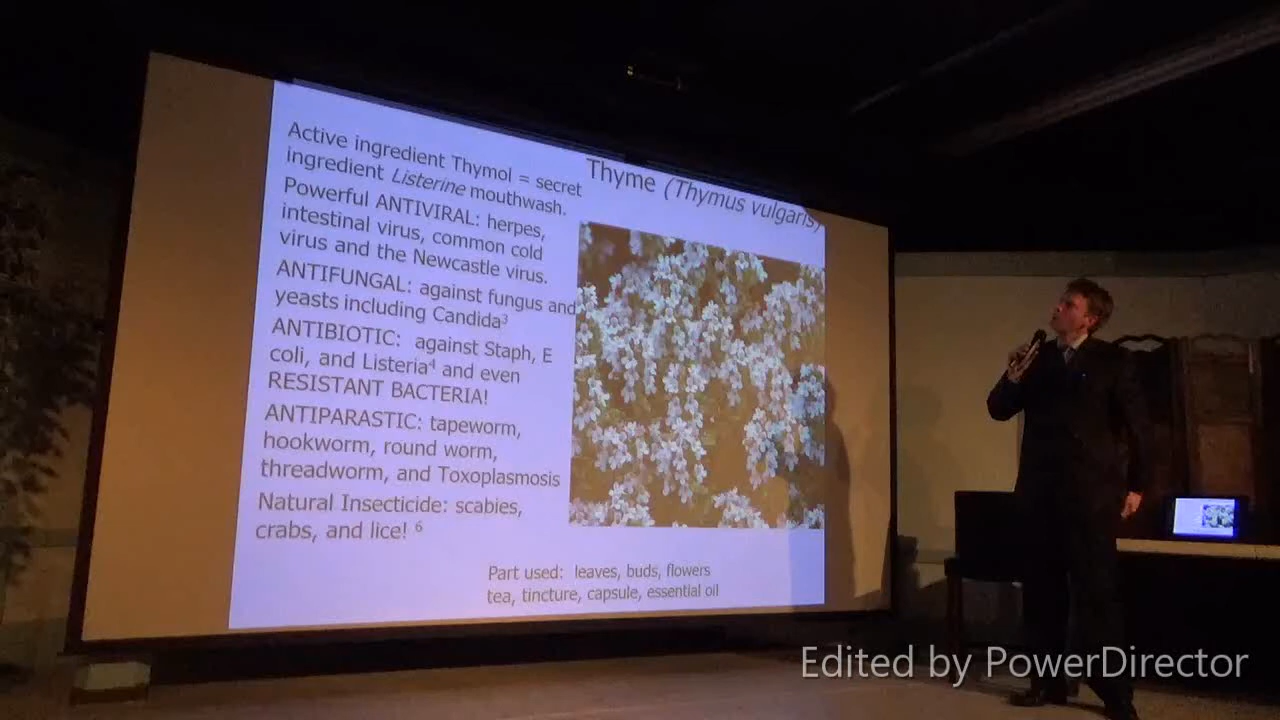 Thyme (Thymus vulgaris)
Active ingredient Thymol = secret
ingredient Listerine mouthwash.
Powerful ANTIVIRAL: herpes,
intestinal virus, common cold
virus and the Newcastle virus.
ANTIFUNGAL: against fungus and
yeasts including Candida³
ANTIBIOTIC: against Staph, E
coli, and Listeria⁴ and even
RESISTANT BACTERIA!
ANTIPARASTIC: tapeworm,
hookworm, round worm,
threadworm, and Toxoplasmosis
Natural Insecticide: scabies,
crabs, and lice! ⁶
Part used: leaves, buds, flowers
tea, tincture, capsule, essential oil
Edited by PowerDirector